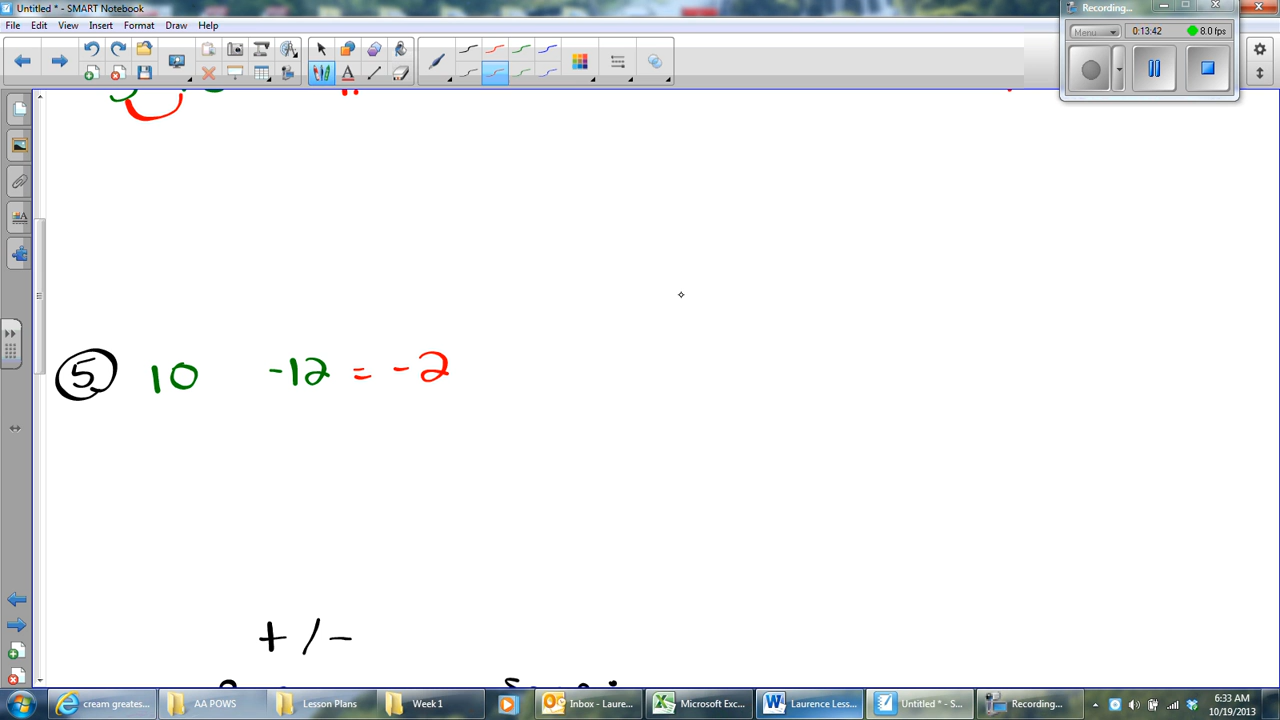 Untitled * - SMART Notebook
Recording...
File Edit View Insert Format Draw Help
Menu 0:13:42 8.0 fps
5 10 -12 = -2
+ / -
cream greates... AA POWS Lesson Plans Week 1 Inbox - Laure... Microsoft Exc... Laurence Less... Untitled * - S... Recording... 6:33 AM
10/19/2013